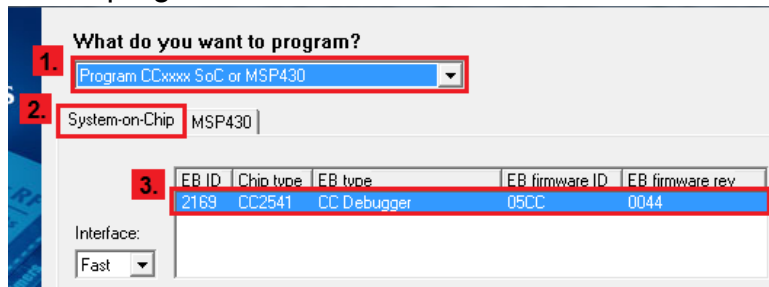 What do you want to program?
1.
Program CCxxxx SoC or MSP430
2.
System-on-Chip MSP430
3.
EB ID Chip type EB type EB firmware ID EB firmware rev
2169 CC2541 CC Debugger 05CC 0044
Interface:
Fast